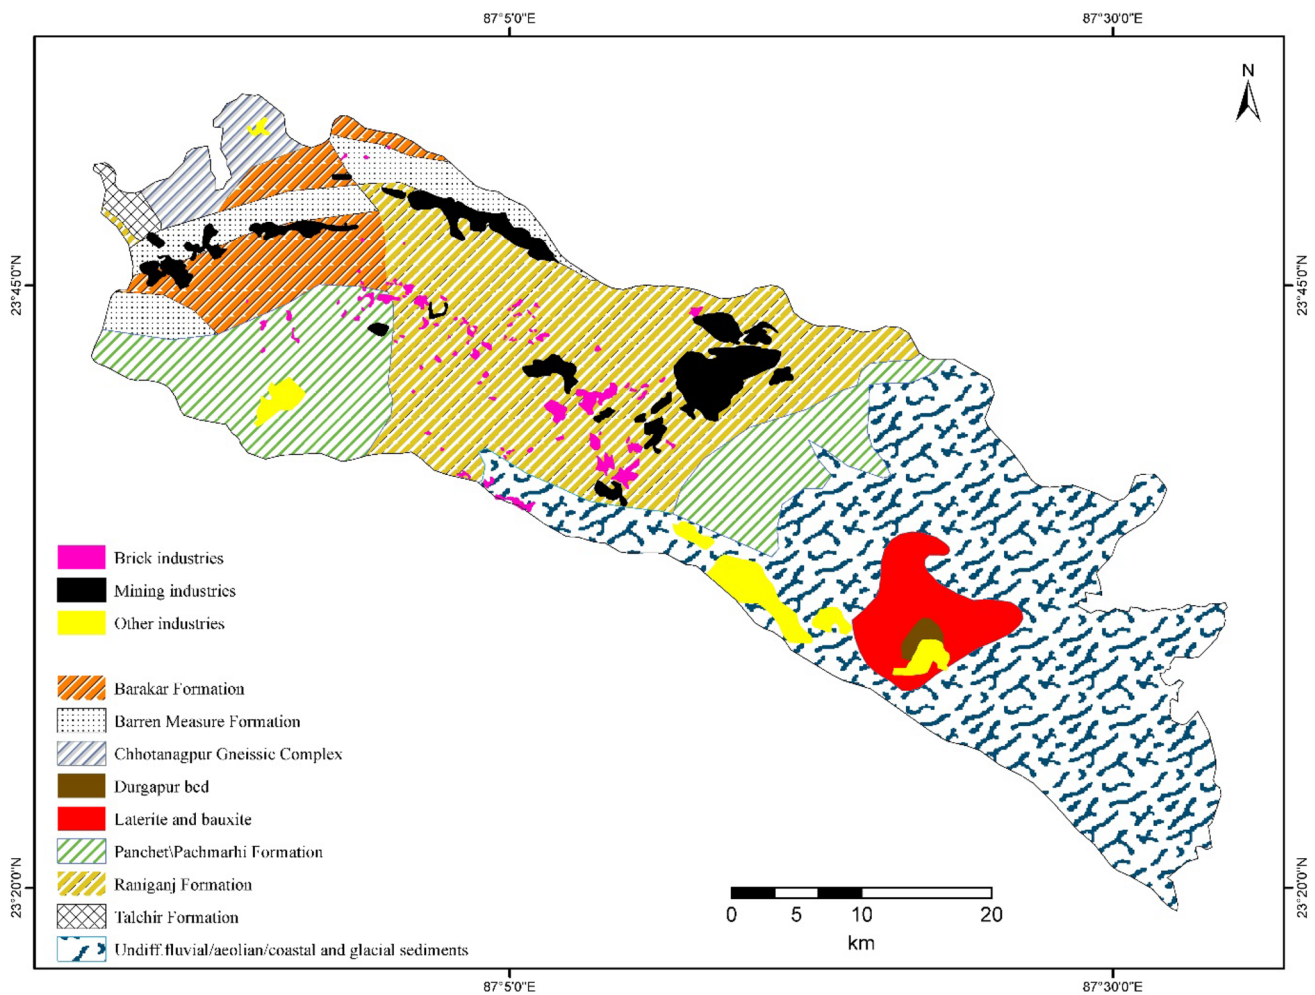 87°5'0"E
87°30'0"E
N
23°45'0"N
23°45'0"N
Brick industries
Mining industries
Other industries
Barakar Formation
Barren Measure Formation
Chhotanagpur Gneissic Complex
Durgapur bed
Laterite and bauxite
Panchet\Pachmarhi Formation
Raniganj Formation
Talchir Formation
Undiff.fluvial/aeolian/coastal and glacial sediments
23°20'0"N
23°20'0"N
0 5 10 20
km
87°5'0"E
87°30'0"E